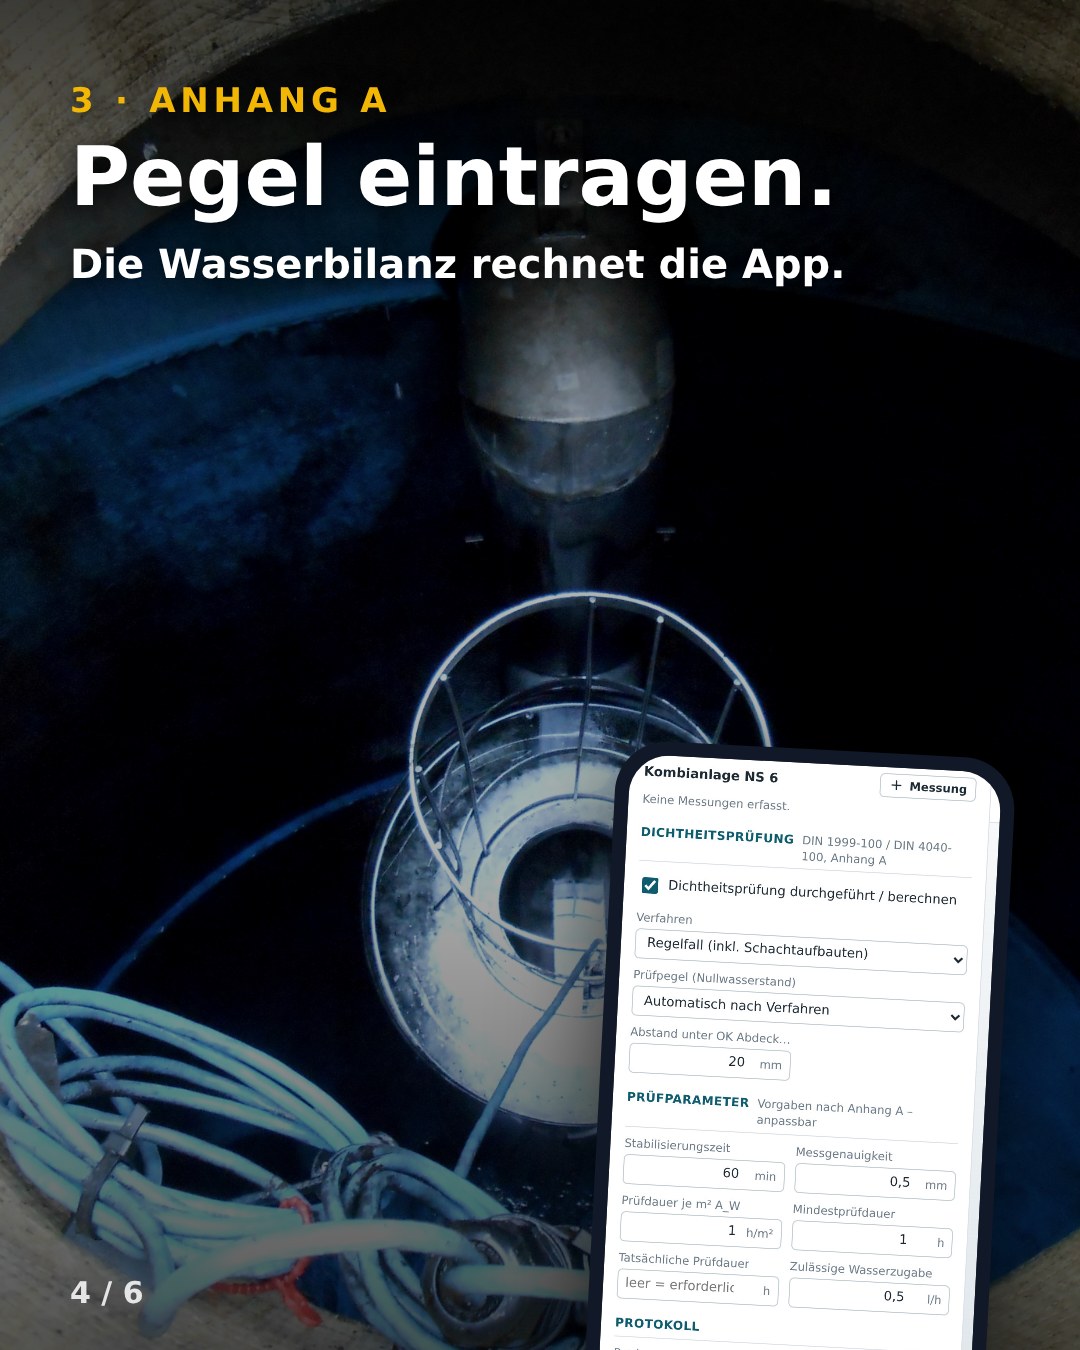 3 · ANHANG A
Pegel eintragen.
Die Wasserbilanz rechnet die App.
Kombianlage NS 6
+ Messung
Keine Messungen erfasst.
DICHTHEITSPRÜFUNG DIN 1999-100 / DIN 4040-
100, Anhang A
Dichtheitsprüfung durchgeführt / berechnen
Verfahren
Regelfall (inkl. Schachtaufbauten)
Prüfpegel (Nullwasserstand)
Automatisch nach Verfahren
Abstand unter OK Abdeck...
20 mm
PRÜFPARAMETER Vorgaben nach Anhang A –
anpassbar
Stabilisierungszeit Messgenauigkeit
60 min 0,5 mm
Prüfdauer je m² A_W Mindestprüfdauer
1 h/m² 1 h
Tatsächliche Prüfdauer Zulässige Wasserzugabe
leer = erforderlic h 0,5 l/h
PROTOKOLL
4 / 6